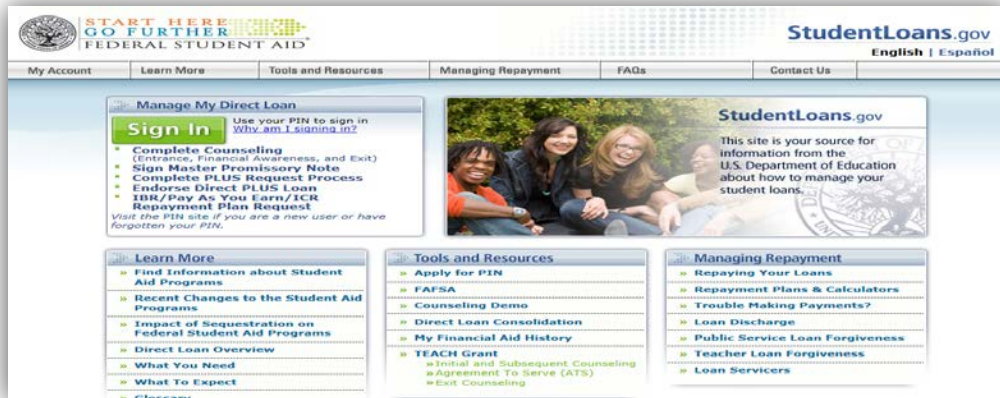 START HERE
GO FURTHER
FEDERAL STUDENT AID
StudentLoans.gov
English | Español
My Account Learn More Tools and Resources Managing Repayment FAQs Contact Us
Manage My Direct Loan
Sign In
Use your PIN to sign in
Why am I signing in?
Complete Counseling
(Entrance, Financial Awareness, and Exit)
Sign Master Promissory Note
Complete PLUS Request Process
Endorse Direct PLUS Loan
IBR/Pay As You Earn/ICR
Repayment Plan Request
Visit the PIN site if you are a new user or have
forgotten your PIN.
StudentLoans.gov
This site is your source for
information from the
U.S. Department of Education
about how to manage your
student loans.
Learn More
» Find Information about Student
Aid Programs
» Recent Changes to the Student Aid
Programs
» Impact of Sequestration on
Federal Student Aid Programs
» Direct Loan Overview
» What You Need
» What To Expect
» Glossary
Tools and Resources
» Apply for PIN
» FAFSA
» Counseling Demo
» Direct Loan Consolidation
» My Financial Aid History
» TEACH Grant
» Initial and Subsequent Counseling
» Agreement To Serve (ATS)
» Exit Counseling
Managing Repayment
» Repaying Your Loans
» Repayment Plans & Calculators
» Trouble Making Payments?
» Loan Discharge
» Public Service Loan Forgiveness
» Teacher Loan Forgiveness
» Loan Servicers